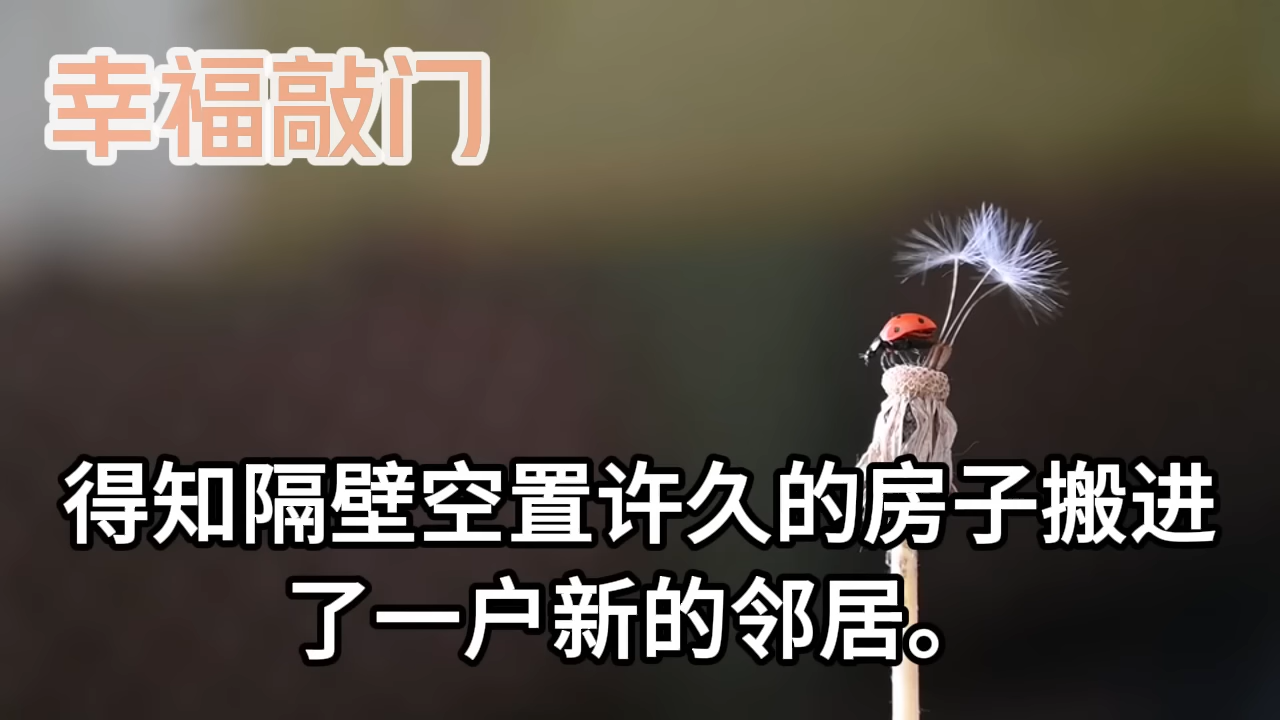 幸福敲门
得知隔壁空置许久的房子搬进
了一户新的邻居。